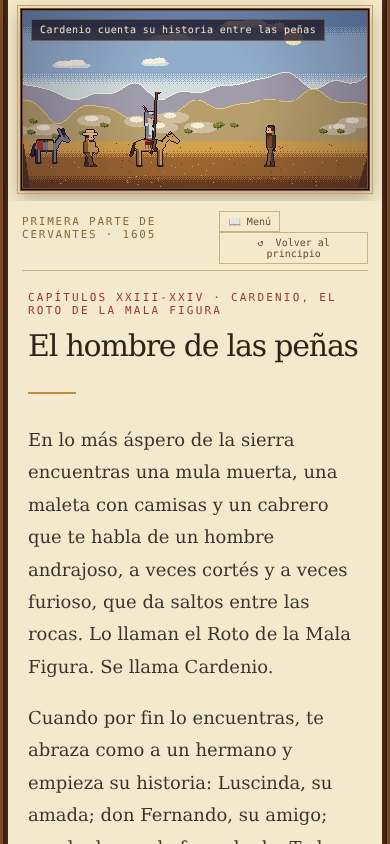 Cardenio cuenta su historia entre las peñas
PRIMERA PARTE DE
CERVANTES · 1605
📖 Menú
↺ Volver al
principio
CAPÍTULOS XXIII-XXIV · CARDENIO, EL
ROTO DE LA MALA FIGURA
El hombre de las peñas
En lo más áspero de la sierra
encuentras una mula muerta, una
maleta con camisas y un cabrero
que te habla de un hombre
andrajoso, a veces cortés y a veces
furioso, que da saltos entre las
rocas. Lo llaman el Roto de la Mala
Figura. Se llama Cardenio.
Cuando por fin lo encuentras, te
abraza como a un hermano y
empieza su historia: Luscinda, su
amada; don Fernando, su amigo;